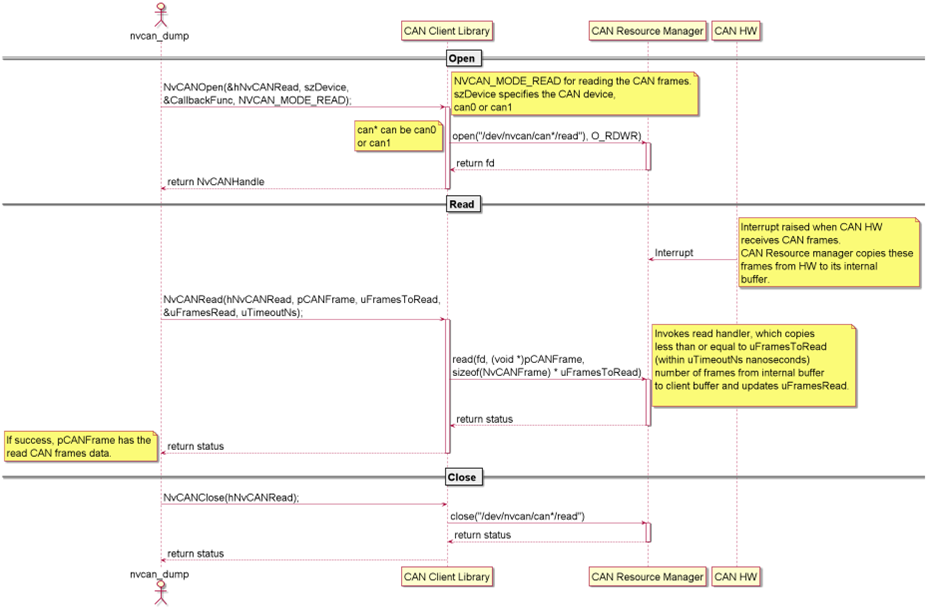 nvcan_dump
CAN Client Library
CAN Resource Manager
CAN HW
Open
NvCANOpen(&hNvCANRead, szDevice,
&CallbackFunc, NVCAN_MODE_READ);
NVCAN_MODE_READ for reading the CAN frames.
szDevice specifies the CAN device,
can0 or can1
can* can be can0
or can1
open("/dev/nvcan/can*/read"), O_RDWR)
return fd
return NvCANHandle
Read
Interrupt raised when CAN HW
receives CAN frames.
CAN Resource manager copies these
frames from HW to its internal
buffer.
Interrupt
NvCANRead(hNvCANRead, pCANFrame, uFramesToRead,
&uFramesRead, uTimeoutNs);
read(fd, (void *)pCANFrame,
sizeof(NvCANFrame) * uFramesToRead)
Invokes read handler, which copies
less than or equal to uFramesToRead
(within uTimeoutNs nanoseconds)
number of frames from internal buffer
to client buffer and updates uFramesRead.
return status
If success, pCANFrame has the
read CAN frames data.
return status
Close
NvCANClose(hNvCANRead);
close("/dev/nvcan/can*/read")
return status
return status
nvcan_dump
CAN Client Library
CAN Resource Manager
CAN HW